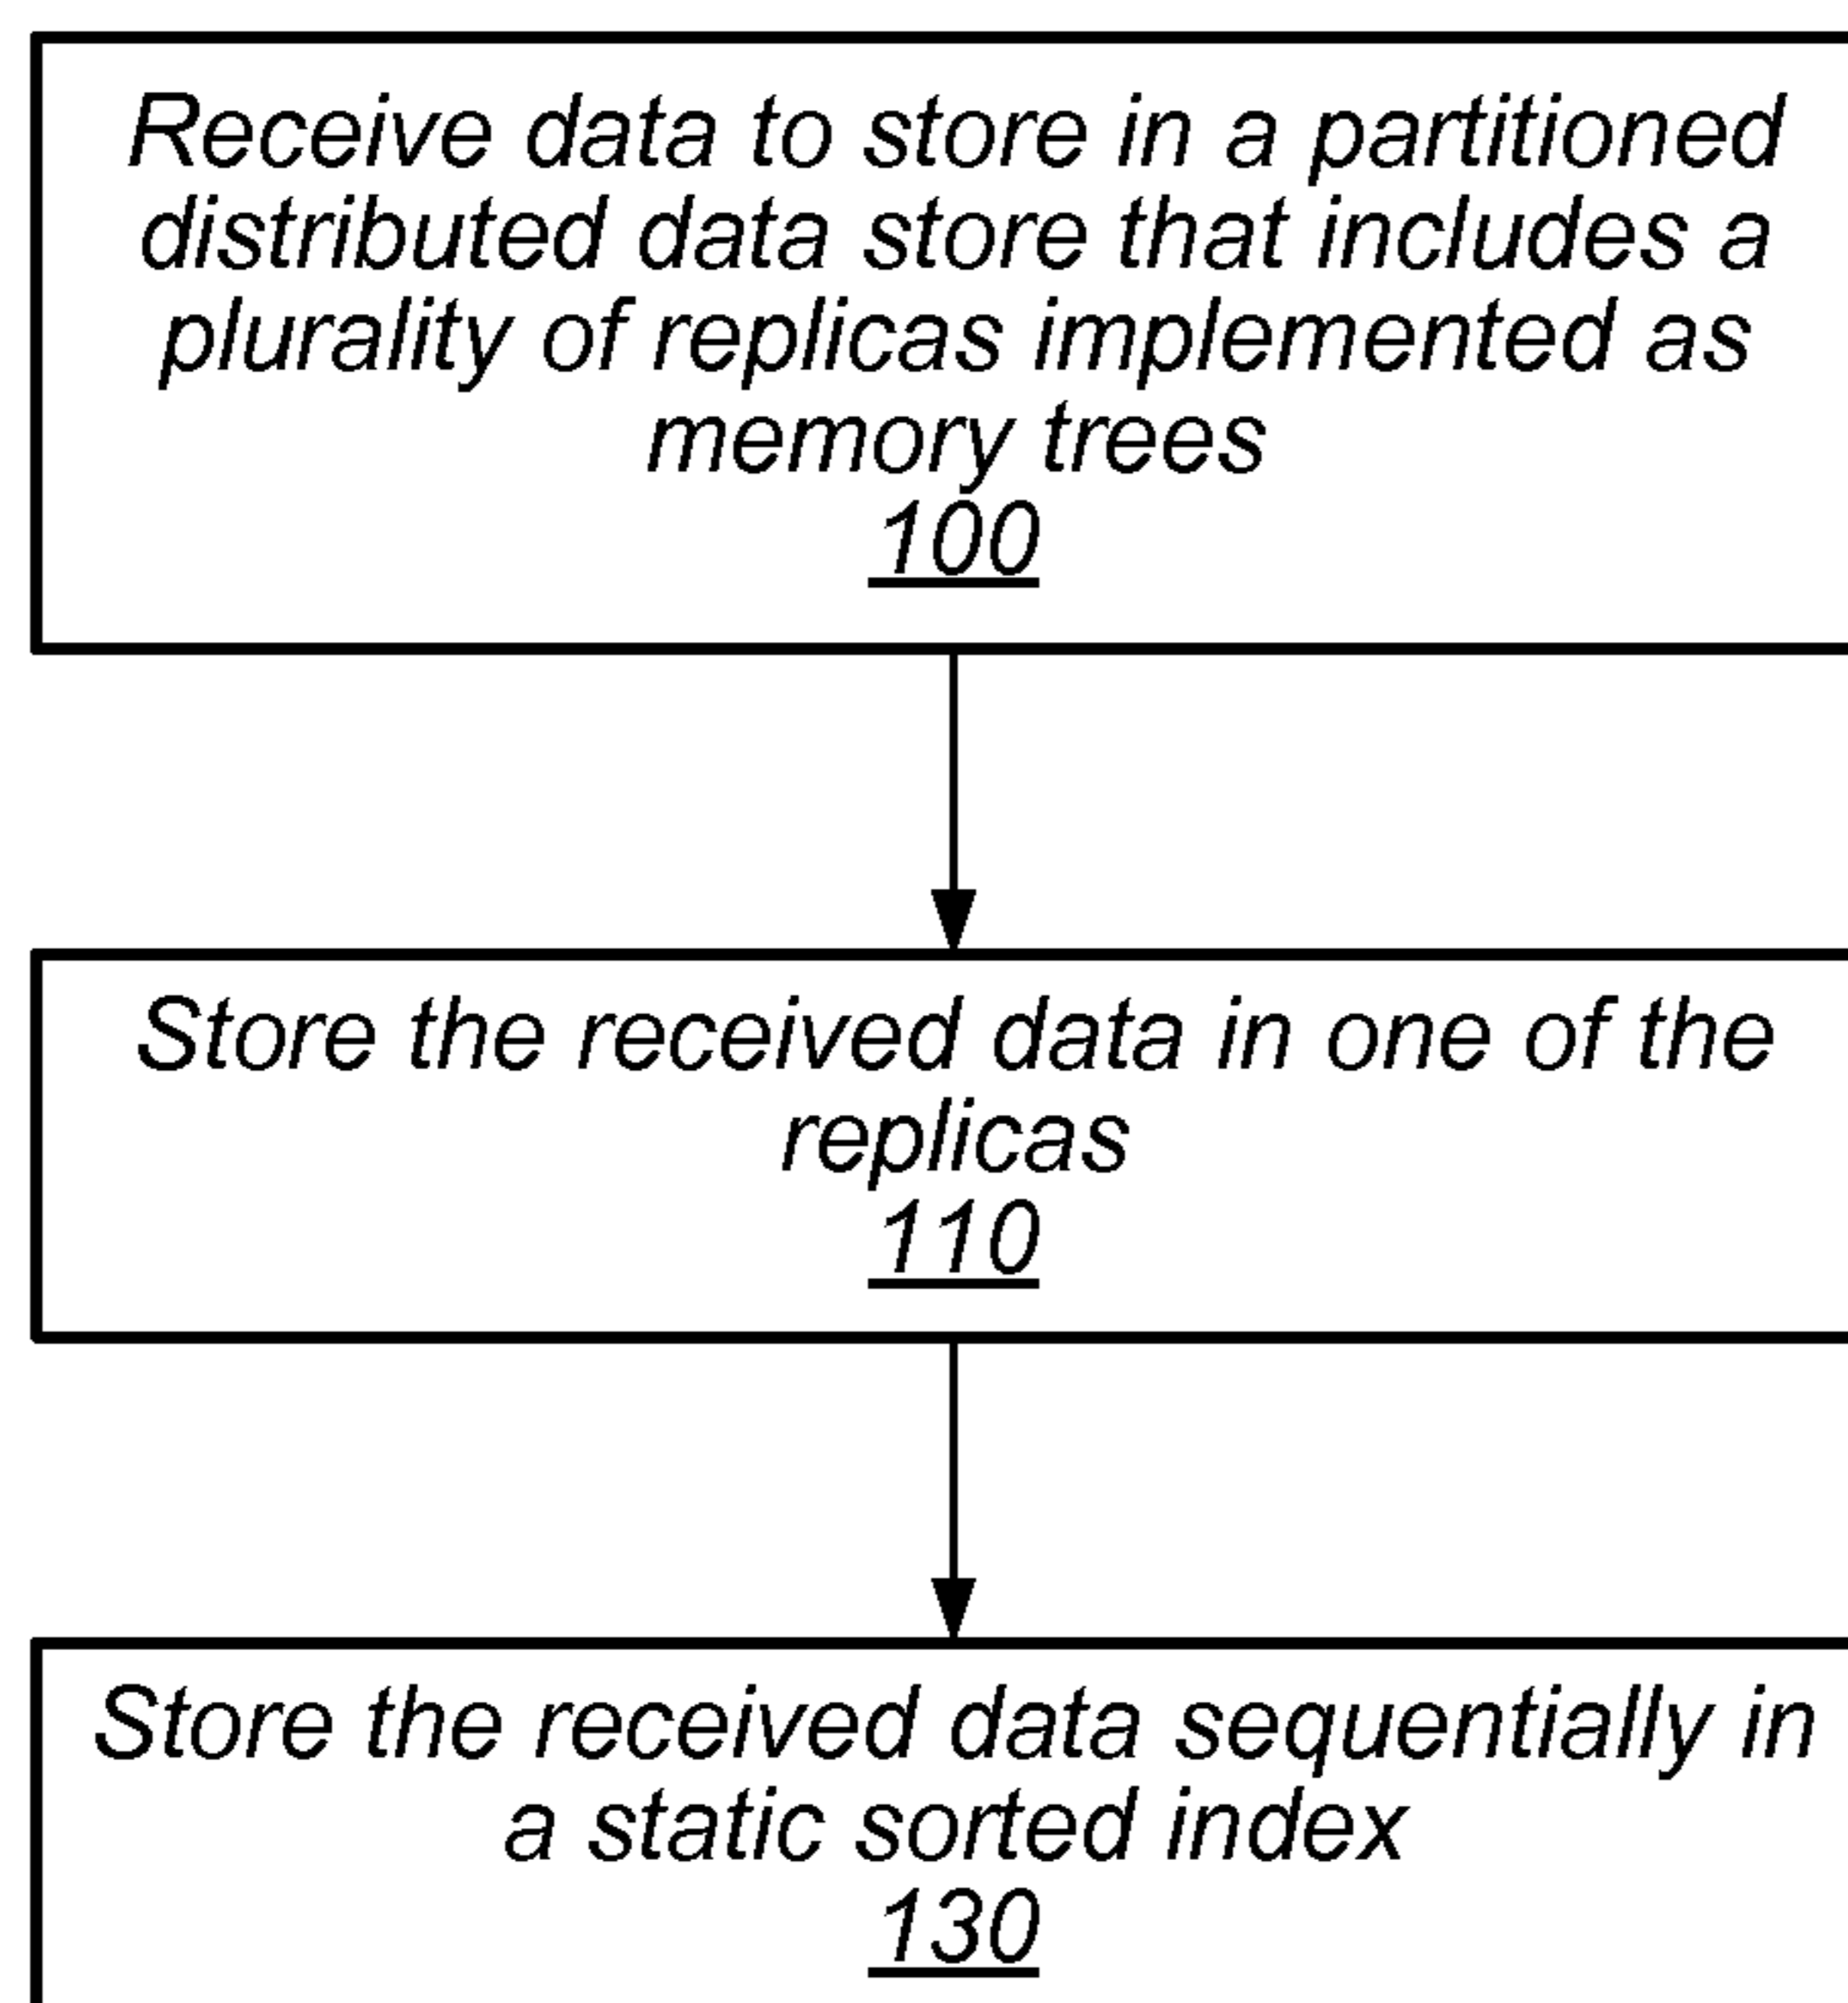 Receive data to store in a partitioned
distributed data store that includes a
plurality of replicas implemented as
memory trees
100
Store the received data in one of the
replicas
110
Store the received data sequentially in
a static sorted index
130